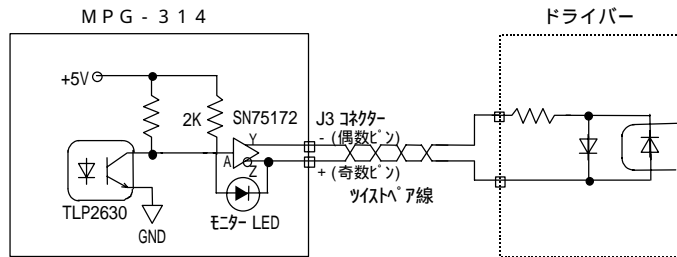 MPG-314
ドライバー
+5V
2K
SN75172
J3 コネクター
Y
- (偶数ピン)
A
Z
+ (奇数ピン)
ツイストペア線
TLP2630
モニター LED
GND